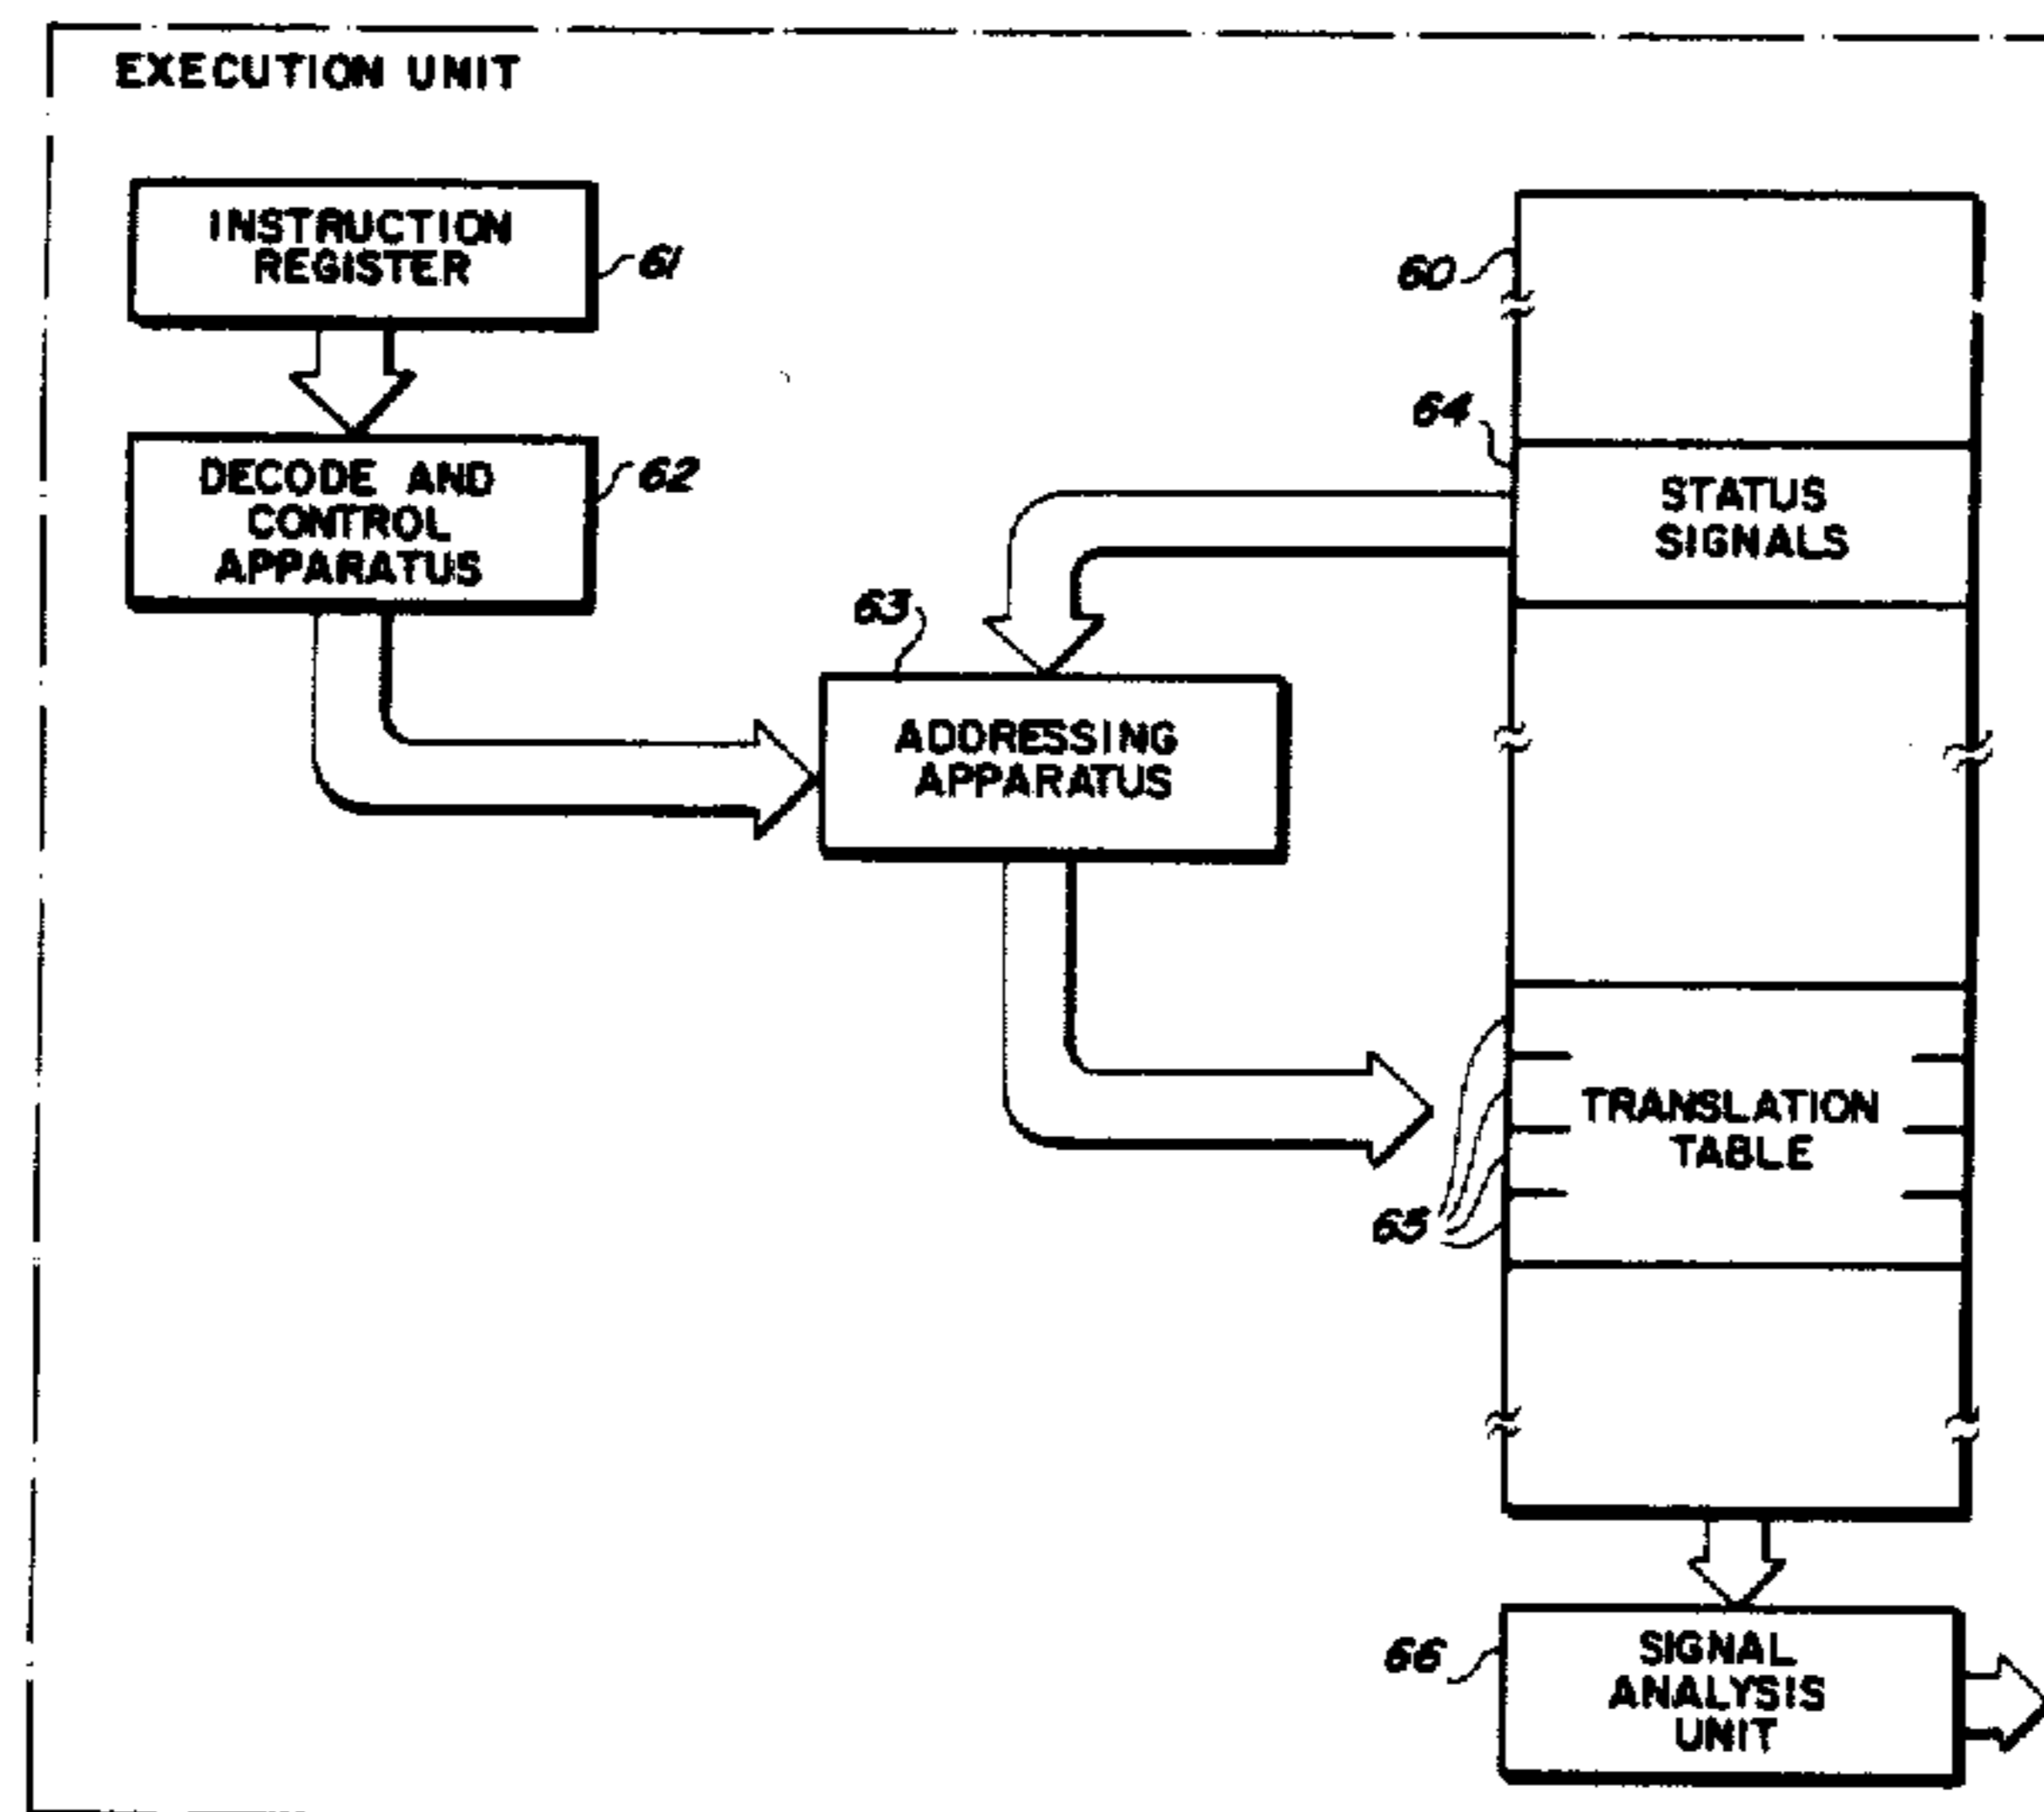 EXECUTION UNIT
INSTRUCTION
REGISTER
61
60
DECODE AND
CONTROL
APPARATUS
62
64
STATUS
SIGNALS
63
ADDRESSING
APPARATUS
TRANSLATION
TABLE
65
66
SIGNAL
ANALYSIS
UNIT